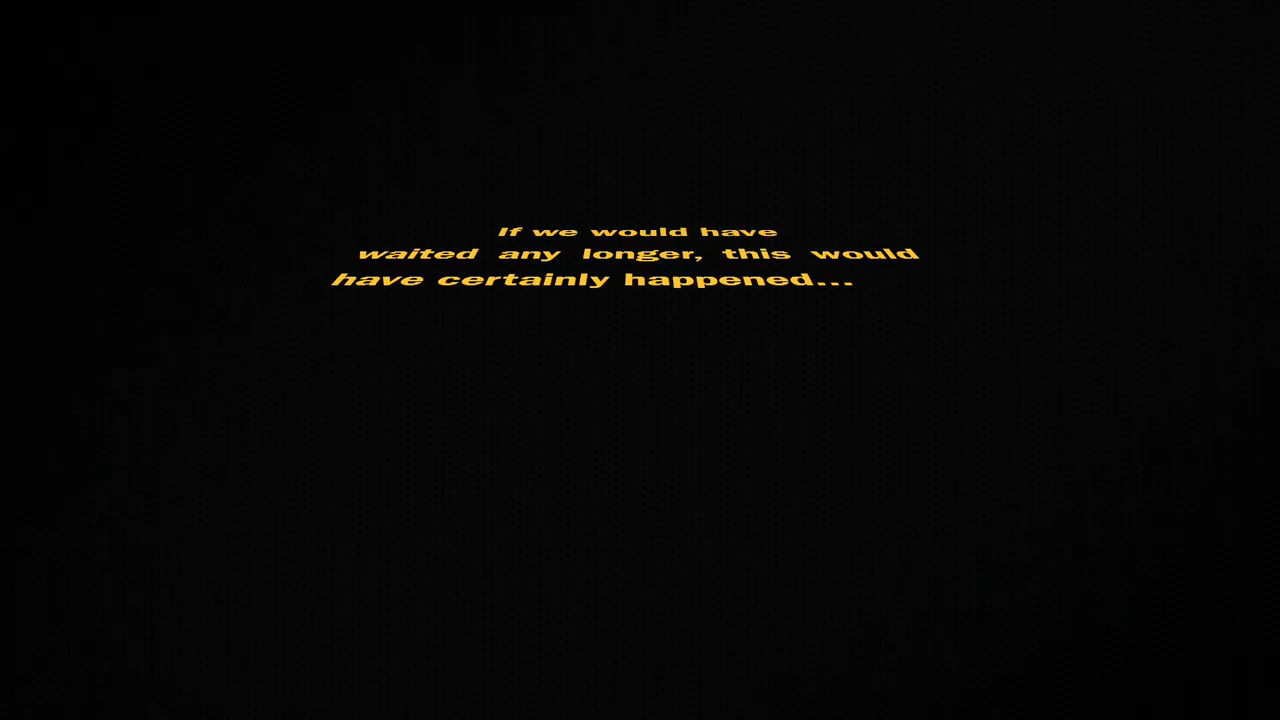 If we would have
waited any longer, this would
have certainly happened...